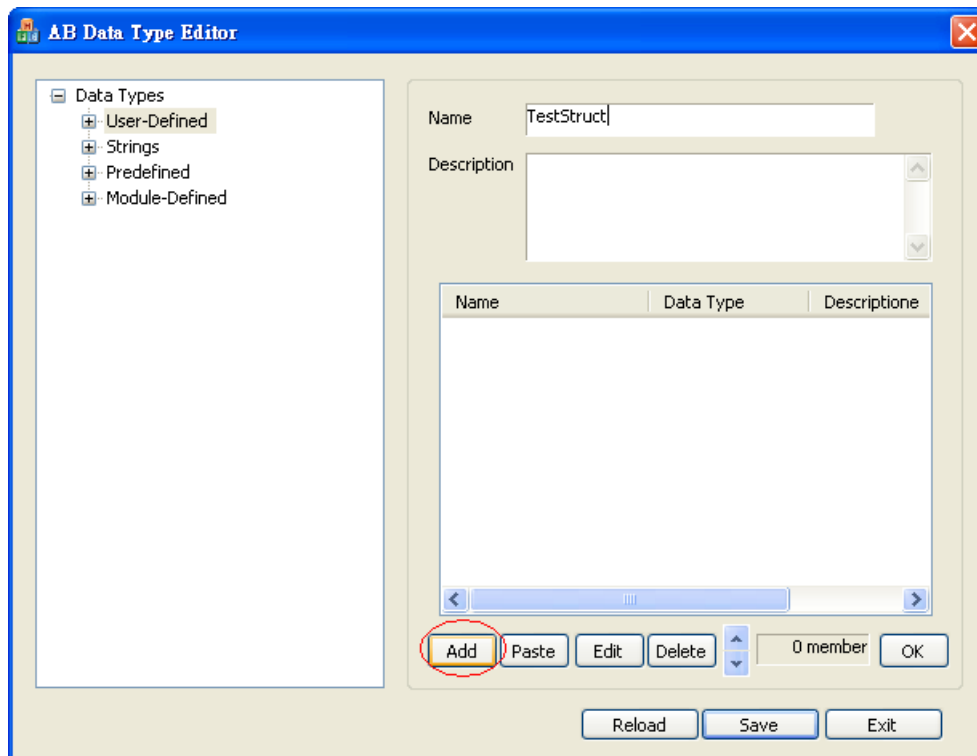 AB Data Type Editor
Data Types
User-Defined
Strings
Predefined
Module-Defined
Name TestStruct
Description
Name Data Type Descriptione
Add Paste Edit Delete 0 member OK
Reload Save Exit